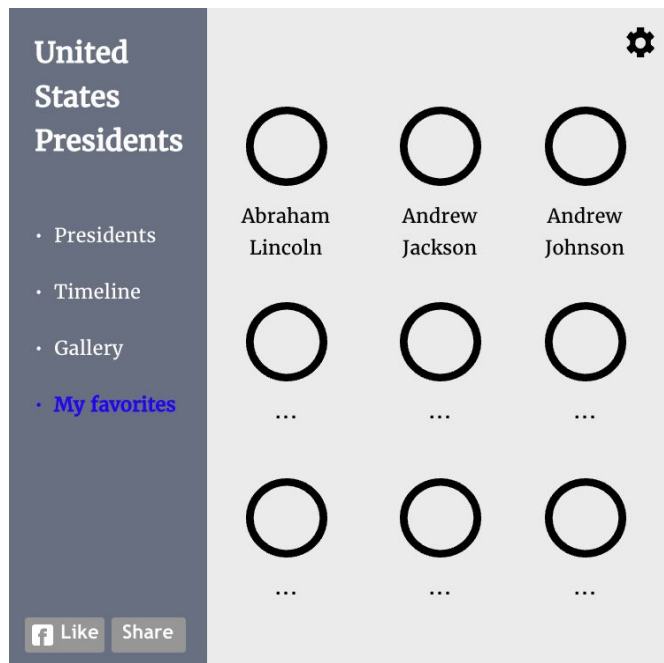 United
States
Presidents
· Presidents
· Timeline
· Gallery
· My favorites
Like Share
Abraham
Lincoln
Andrew
Jackson
Andrew
Johnson
... ... ...
... ... ...